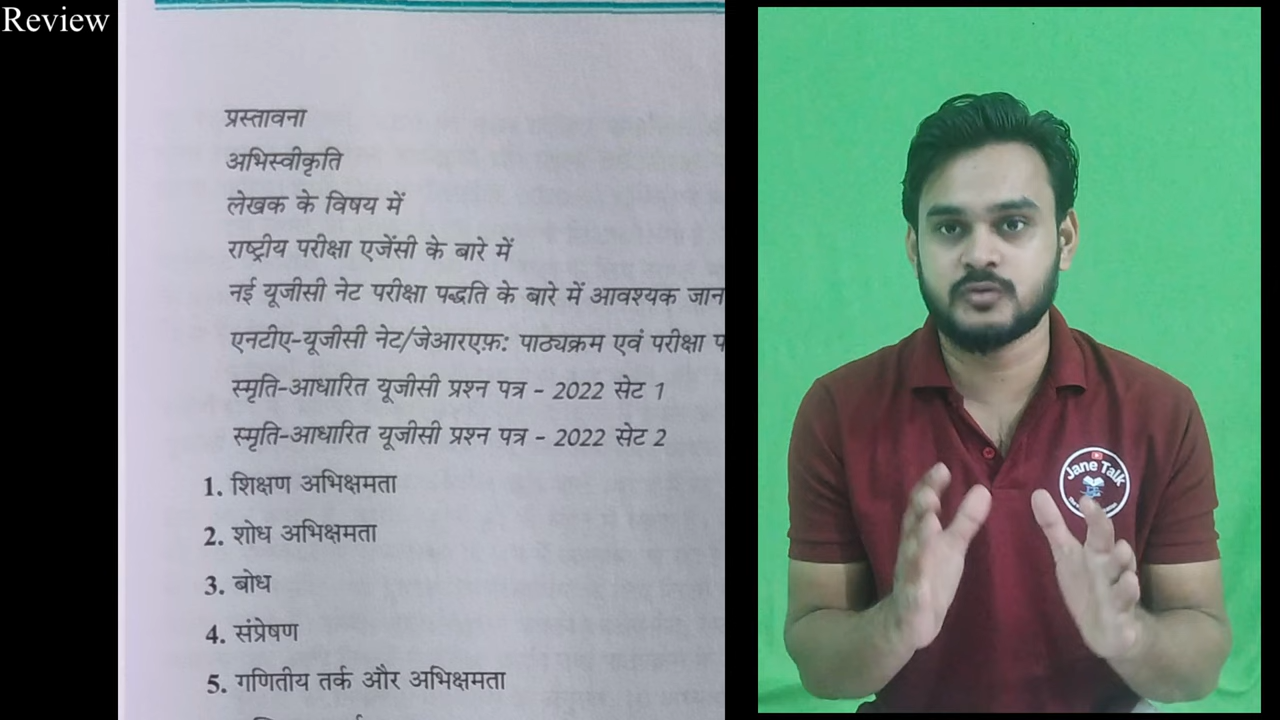 Review
प्रस्तावना
अभिस्वीकृति
लेखक के विषय में
राष्ट्रीय परीक्षा एजेंसी के बारे में
नई यूजीसी नेट परीक्षा पद्धति के बारे में आवश्यक जान
एनटीए-यूजीसी नेट/जेआरएफ़: पाठ्यक्रम एवं परीक्षा प
स्मृति-आधारित यूजीसी प्रश्न पत्र - 2022 सेट 1
स्मृति-आधारित यूजीसी प्रश्न पत्र - 2022 सेट 2
1. शिक्षण अभिक्षमता
2. शोध अभिक्षमता
3. बोध
4. संप्रेषण
5. गणितीय तर्क और अभिक्षमता
Jane Talk